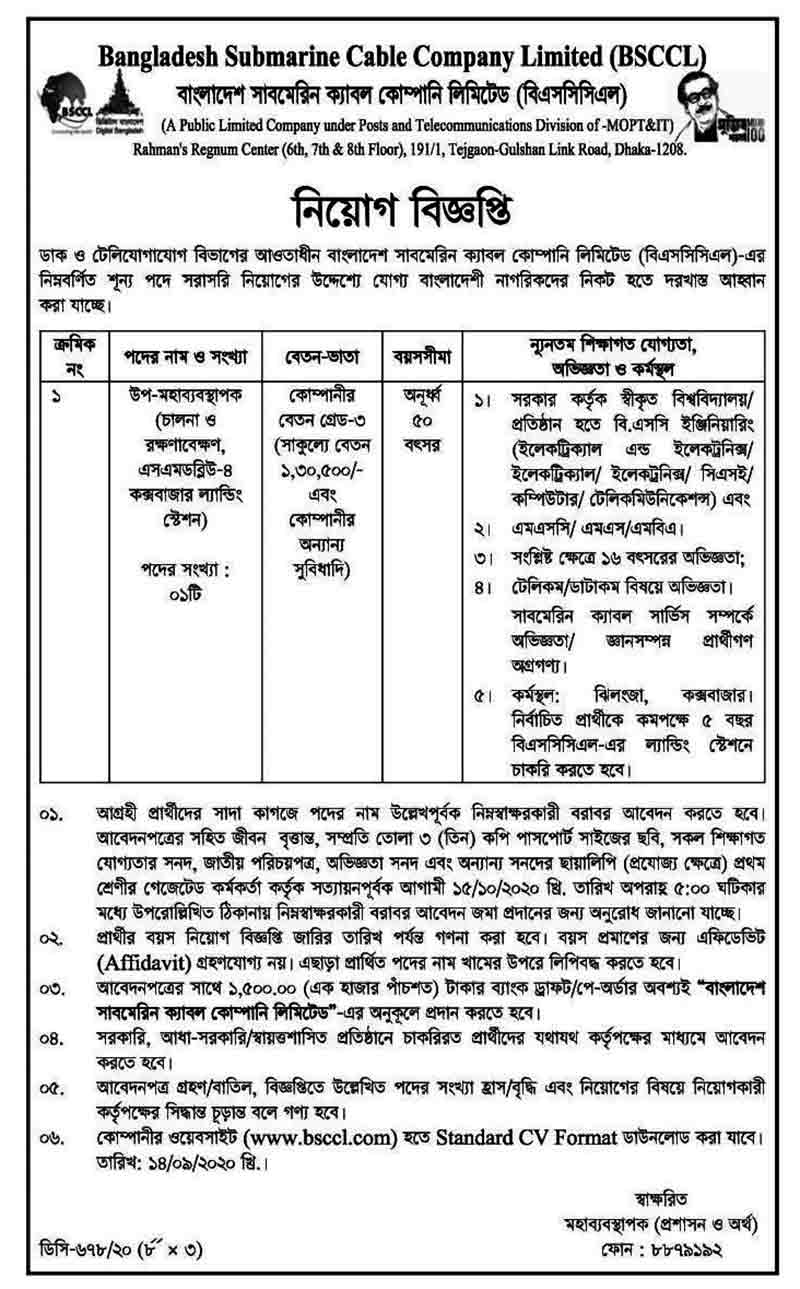 Bangladesh Submarine Cable Company Limited (BSCCL)
বাংলাদেশ সাবমেরিন ক্যাবল কোম্পানি লিমিটেড (বিএসসিসিএল)
(A Public Limited Company under Posts and Telecommunications Division of -MOPT&IT)
Rahman's Regnum Center (6th, 7th & 8th Floor), 191/1, Tejgaon-Gulshan Link Road, Dhaka-1208.
BSCCL
ডিজিটাল বাংলাদেশ
Digital Bangladesh
মুজিব
100
নিয়োগ বিজ্ঞপ্তি
ডাক ও টেলিযোগাযোগ বিভাগের আওতাধীন বাংলাদেশ সাবমেরিন ক্যাবল কোম্পানি লিমিটেড (বিএসসিসিএল)-এর
নিম্নবর্ণিত শূন্য পদে সরাসরি নিয়োগের উদ্দেশ্যে যোগ্য বাংলাদেশী নাগরিকদের নিকট হতে দরখাস্ত আহ্বান
করা যাচ্ছে।
ক্রমিক
নং
পদের নাম ও সংখ্যা
বেতন-ভাতা
বয়সসীমা
ন্যুনতম শিক্ষাগত যোগ্যতা,
অভিজ্ঞতা ও কর্মস্থল
১
উপ-মহাব্যবস্থাপক
(চালনা ও
রক্ষণাবেক্ষণ,
এসএমডব্লিউ-৪
কক্সবাজার ল্যান্ডিং
স্টেশন)
পদের সংখ্যা :
০১টি
কোম্পানীর
বেতন গ্রেড-৩
(সাকুল্যে বেতন
১,৩০,৫০০/-
এবং
কোম্পানীর
অন্যান্য
সুবিধাদি)
অনূর্ধ্ব
৫০
বৎসর
১। সরকার কর্তৃক স্বীকৃত বিশ্ববিদ্যালয়/
প্রতিষ্ঠান হতে বি.এসসি ইঞ্জিনিয়ারিং
(ইলেকট্রিক্যাল এন্ড ইলেকট্রনিক্স/
ইলেকট্রিক্যাল/ ইলেকট্রনিক্স/ সিএসই/
কম্পিউটার/ টেলিকমিউনিকেশন্স) এবং
২। এমএসসি/ এমএস/এমবিএ।
৩। সংশ্লিষ্ট ক্ষেত্রে ১৬ বৎসরের অভিজ্ঞতা;
৪। টেলিকম/ডাটাকম বিষয়ে অভিজ্ঞতা।
সাবমেরিন ক্যাবল সার্ভিস সম্পর্কে
অভিজ্ঞতা/ জ্ঞানসম্পন্ন প্রার্থীগণ
অগ্রগণ্য।
৫। কর্মস্থল: ঝিলংজা, কক্সবাজার।
নির্বাচিত প্রার্থীকে কমপক্ষে ৫ বছর
বিএসসিসিএল-এর ল্যান্ডিং স্টেশনে
চাকরি করতে হবে।
০১. আগ্রহী প্রার্থীদের সাদা কাগজে পদের নাম উল্লেখপূর্বক নিম্নস্বাক্ষরকারী বরাবর আবেদন করতে হবে।
আবেদনপত্রের সহিত জীবন বৃত্তান্ত, সম্প্রতি তোলা ৩ (তিন) কপি পাসপোর্ট সাইজের ছবি, সকল শিক্ষাগত
যোগ্যতার সনদ, জাতীয় পরিচয়পত্র, অভিজ্ঞতা সনদ এবং অন্যান্য সনদের ছায়ালিপি (প্রযোজ্য ক্ষেত্রে) প্রথম
শ্রেণীর গেজেটেড কর্মকর্তা কর্তৃক সত্যায়নপূর্বক আগামী ১৫/১০/২০২০ খ্রি. তারিখ অপরাহ্ণ ৫:০০ ঘটিকার
মধ্যে উপরোল্লিখিত ঠিকানায় নিম্নস্বাক্ষরকারী বরাবর আবেদন জমা প্রদানের জন্য অনুরোধ জানানো যাচ্ছে।
০২. প্রার্থীর বয়স নিয়োগ বিজ্ঞপ্তি জারির তারিখ পর্যন্ত গণনা করা হবে। বয়স প্রমাণের জন্য এফিডেভিট
(Affidavit) গ্রহণযোগ্য নয়। এছাড়া প্রার্থিত পদের নাম খামের উপরে লিপিবদ্ধ করতে হবে।
০৩. আবেদনপত্রের সাথে ১,৫০০.০০ (এক হাজার পাঁচশত) টাকার ব্যাংক ড্রাফট/পে-অর্ডার অবশ্যই “বাংলাদেশ
সাবমেরিন ক্যাবল কোম্পানি লিমিটেড”-এর অনুকূলে প্রদান করতে হবে।
০৪. সরকারি, আধা-সরকারি/স্বায়ত্তশাসিত প্রতিষ্ঠানে চাকরিরত প্রার্থীদের যথাযথ কর্তৃপক্ষের মাধ্যমে আবেদন
করতে হবে।
০৫. আবেদনপত্র গ্রহণ/বাতিল, বিজ্ঞপ্তিতে উল্লেখিত পদের সংখ্যা হ্রাস/বৃদ্ধি এবং নিয়োগের বিষয়ে নিয়োগকারী
কর্তৃপক্ষের সিদ্ধান্ত চূড়ান্ত বলে গণ্য হবে।
০৬. কোম্পানীর ওয়েবসাইট (www.bsccl.com) হতে Standard CV Format ডাউনলোড করা যাবে।
তারিখ: ১৪/০৯/২০২০ খ্রি.।
স্বাক্ষরিত
মহাব্যবস্থাপক (প্রশাসন ও অর্থ)
ফোন : ৮৮৭৯১৯২
ডিসি-৬৭৮/২০ (৮˝ × ৩)